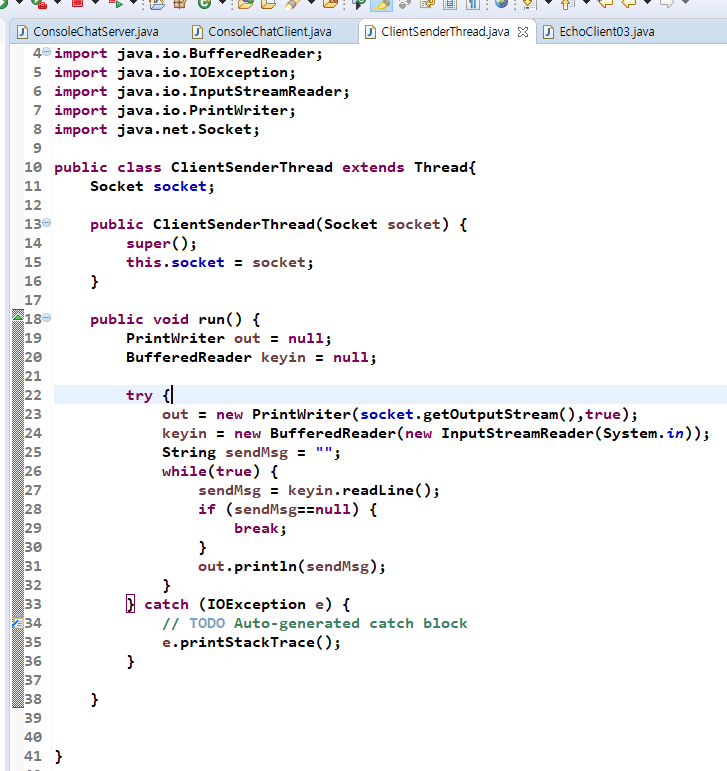 ConsoleChatServer.java ConsoleChatClient.java ClientSenderThread.java EchoClient03.java
4 import java.io.BufferedReader;
5 import java.io.IOException;
6 import java.io.InputStreamReader;
7 import java.io.PrintWriter;
8 import java.net.Socket;
9
10 public class ClientSenderThread extends Thread{
11     Socket socket;
12
13     public ClientSenderThread(Socket socket) {
14         super();
15         this.socket = socket;
16     }
17
18     public void run() {
19         PrintWriter out = null;
20         BufferedReader keyin = null;
21
22         try {
23             out = new PrintWriter(socket.getOutputStream(),true);
24             keyin = new BufferedReader(new InputStreamReader(System.in));
25             String sendMsg = "";
26             while(true) {
27                 sendMsg = keyin.readLine();
28                 if (sendMsg==null) {
29                     break;
30                 }
31                 out.println(sendMsg);
32             }
33         } catch (IOException e) {
34             // TODO Auto-generated catch block
35             e.printStackTrace();
36         }
37
38     }
39
40
41 }